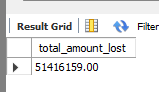 Result Grid Filter
total_amount_lost
51416159.00